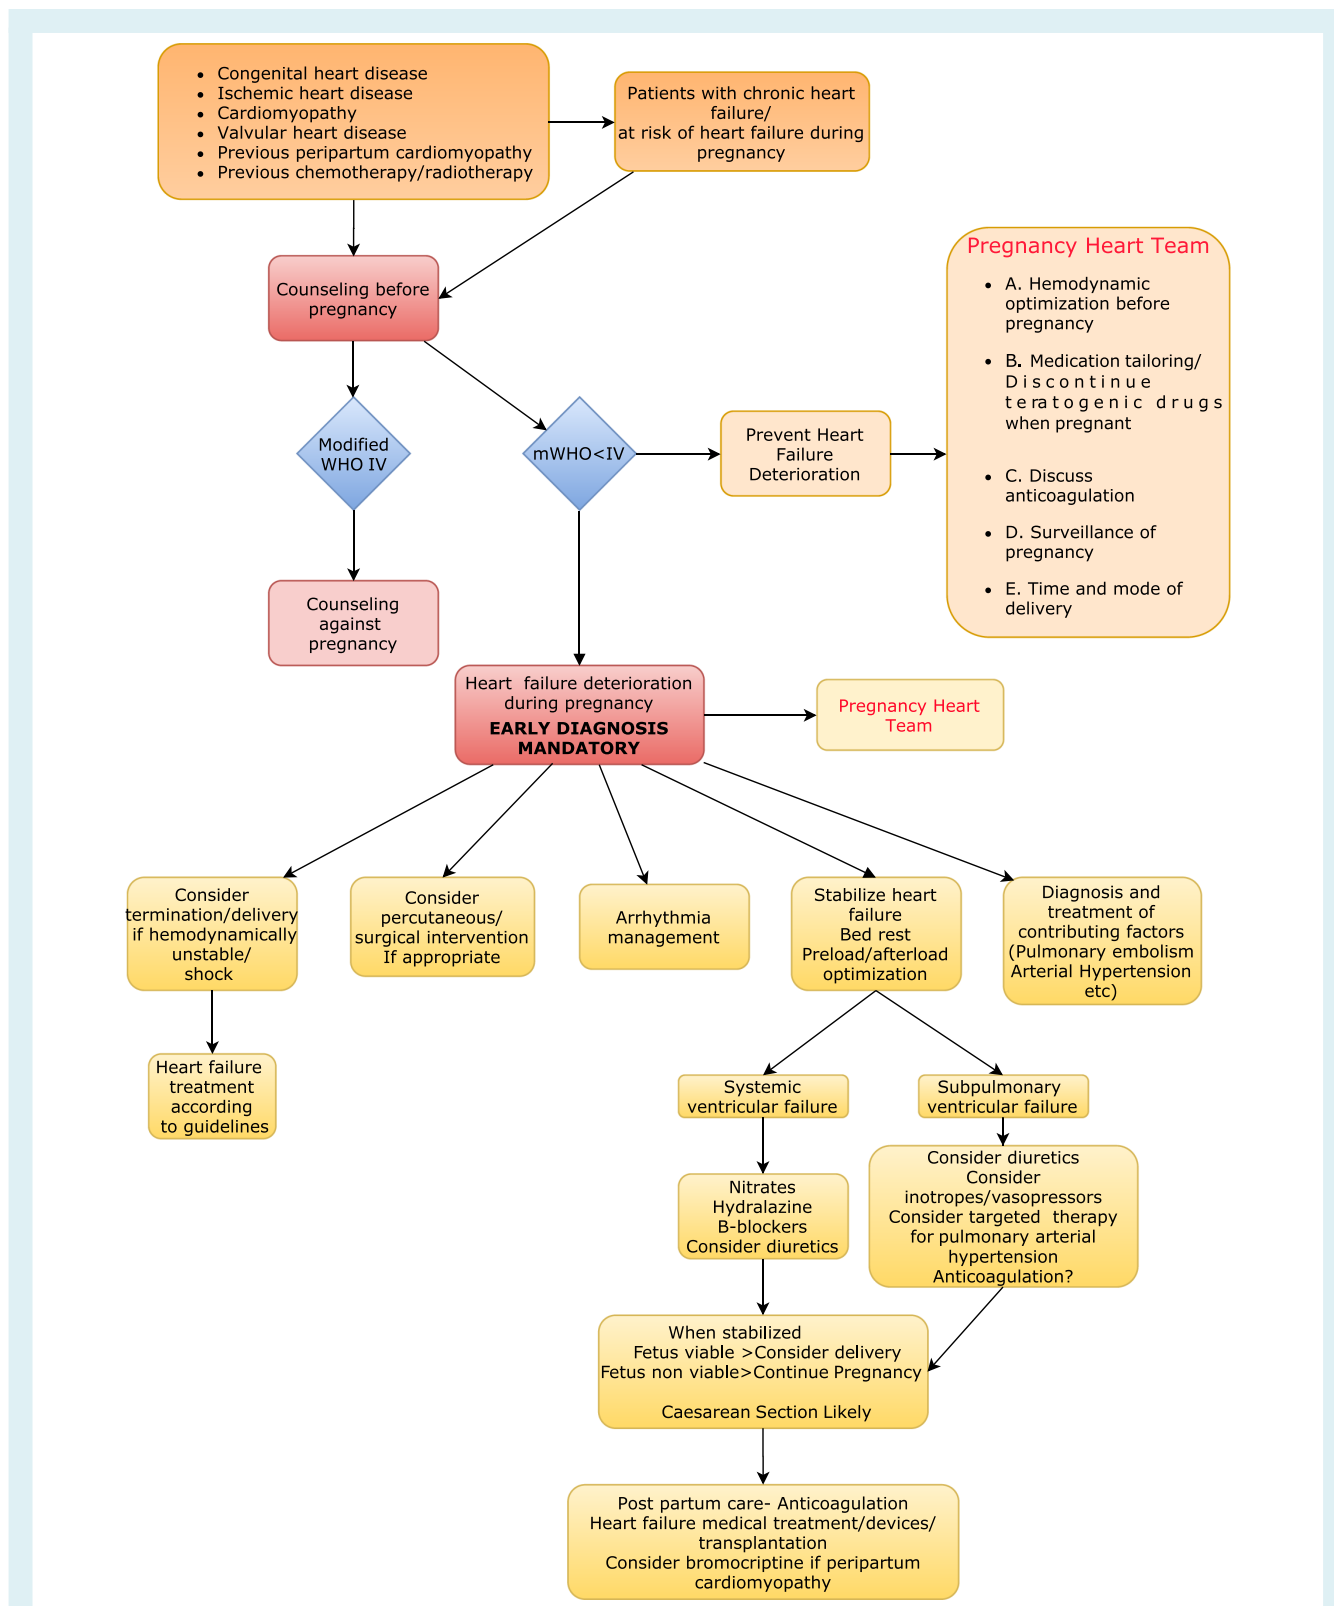 • Congenital heart disease
• Ischemic heart disease
• Cardiomyopathy
• Valvular heart disease
• Previous peripartum cardiomyopathy
• Previous chemotherapy/radiotherapy
Patients with chronic heart
failure/
at risk of heart failure during
pregnancy
Counseling before
pregnancy
Pregnancy Heart Team
• A. Hemodynamic
optimization before
pregnancy
• B. Medication tailoring/
Discontinue
teratogenic drugs
when pregnant
• C. Discuss
anticoagulation
• D. Surveillance of
pregnancy
• E. Time and mode of
delivery
Modified
WHO IV
mWHO<IV
Prevent Heart
Failure
Deterioration
Counseling
against
pregnancy
Heart failure deterioration
during pregnancy
EARLY DIAGNOSIS
MANDATORY
Pregnancy Heart
Team
Consider
termination/delivery
if hemodynamically
unstable/
shock
Consider
percutaneous/
surgical intervention
If appropriate
Arrhythmia
management
Stabilize heart
failure
Bed rest
Preload/afterload
optimization
Diagnosis and
treatment of
contributing factors
(Pulmonary embolism
Arterial Hypertension
etc)
Heart failure
treatment
according
to guidelines
Systemic
ventricular failure
Subpulmonary
ventricular failure
Nitrates
Hydralazine
B-blockers
Consider diuretics
Consider diuretics
Consider
inotropes/vasopressors
Consider targeted therapy
for pulmonary arterial
hypertension
Anticoagulation?
When stabilized
Fetus viable >Consider delivery
Fetus non viable>Continue Pregnancy
Caesarean Section Likely
Post partum care- Anticoagulation
Heart failure medical treatment/devices/
transplantation
Consider bromocriptine if peripartum
cardiomyopathy